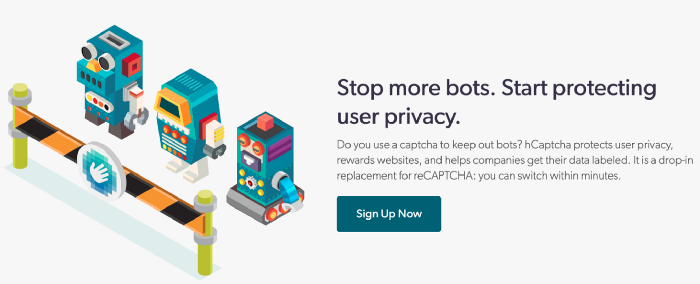 Stop more bots. Start protecting
user privacy.
Do you use a captcha to keep out bots? hCaptcha protects user privacy,
rewards websites, and helps companies get their data labeled. It is a drop-in
replacement for reCAPTCHA: you can switch within minutes.
Sign Up Now